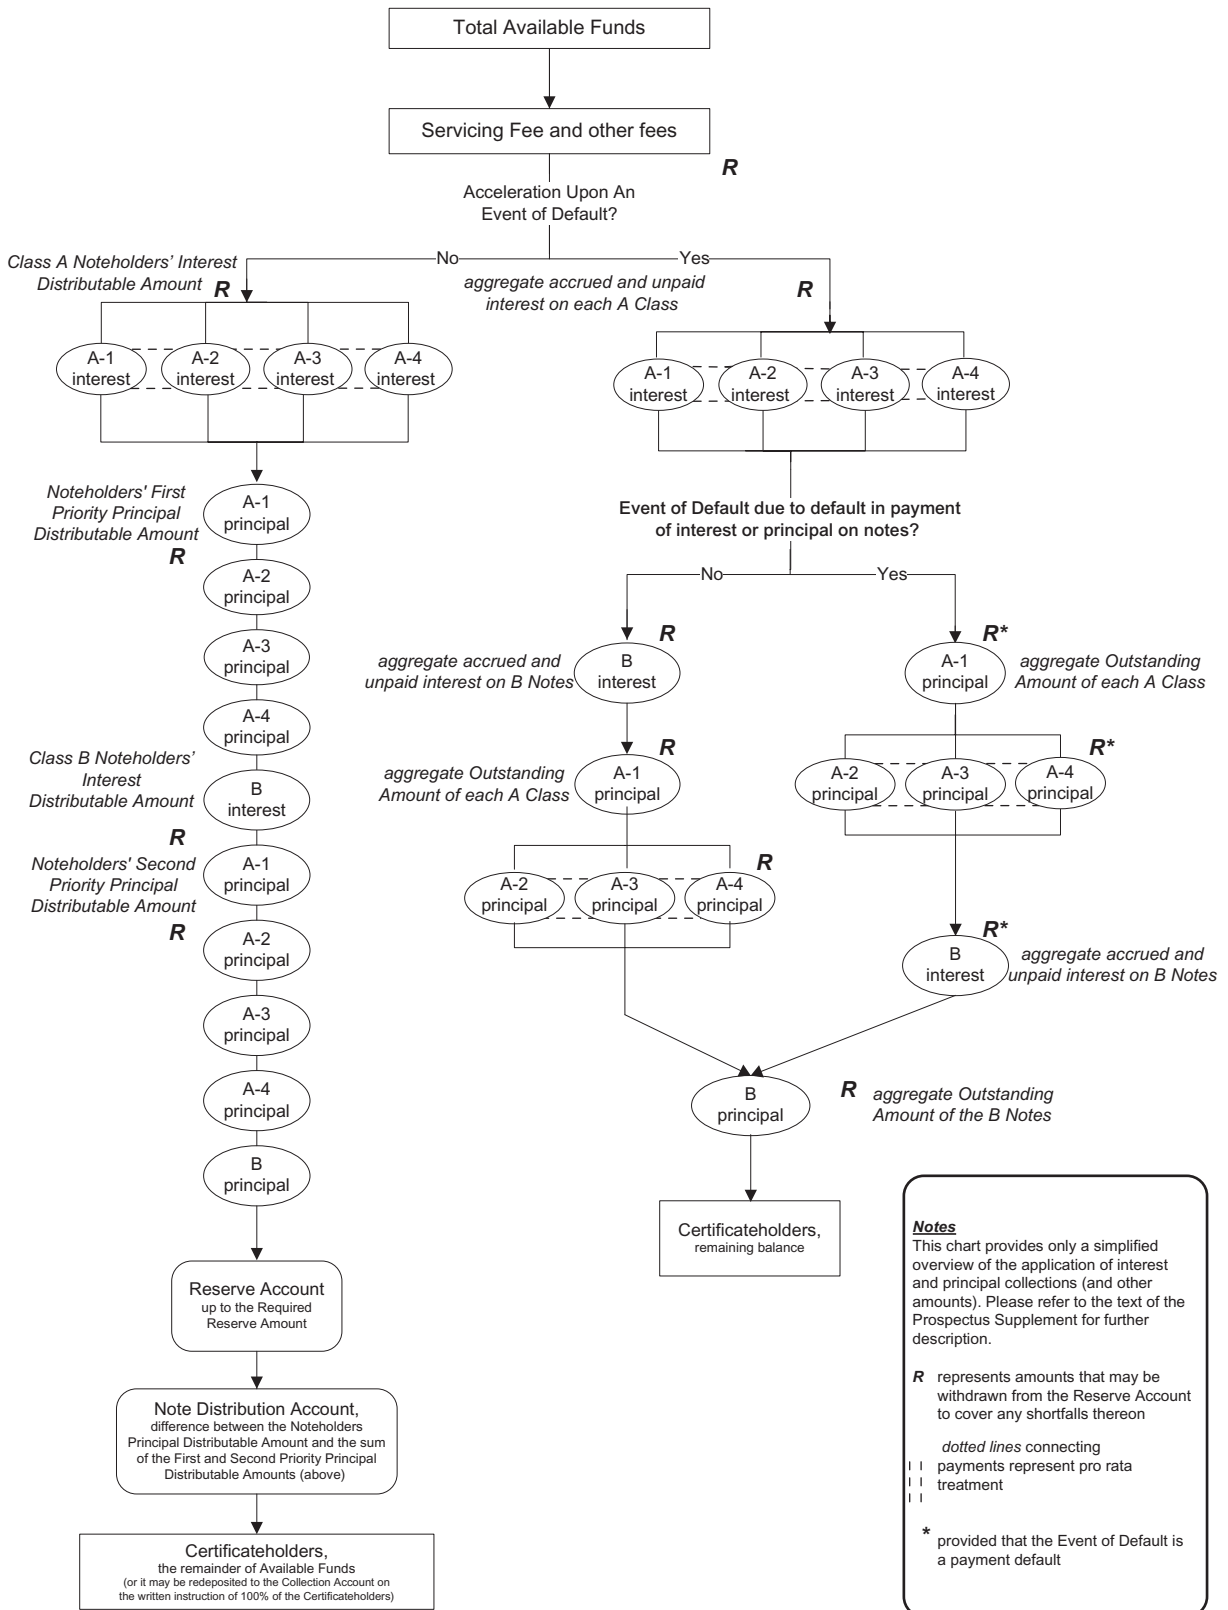 Total Available Funds
Servicing Fee and other fees
R
Acceleration Upon An
Event of Default?
No
Yes
Class A Noteholders' Interest
Distributable Amount
R
aggregate accrued and unpaid
interest on each A Class
R
A-1
interest
A-2
interest
A-3
interest
A-4
interest
A-1
interest
A-2
interest
A-3
interest
A-4
interest
Noteholders' First
Priority Principal
Distributable Amount
R
A-1
principal
A-2
principal
A-3
principal
A-4
principal
Class B Noteholders'
Interest
Distributable Amount
R
B
interest
Noteholders' Second
Priority Principal
Distributable Amount
R
A-1
principal
A-2
principal
A-3
principal
A-4
principal
B
principal
Reserve Account
up to the Required
Reserve Amount
Note Distribution Account,
difference between the Noteholders
Principal Distributable Amount and the sum
of the First and Second Priority Principal
Distributable Amounts (above)
Certificateholders,
the remainder of Available Funds
(or it may be redeposited to the Collection Account on
the written instruction of 100% of the Certificateholders)
Event of Default due to default in payment
of interest or principal on notes?
No
Yes
R
aggregate accrued and
unpaid interest on B Notes
B
interest
R
aggregate Outstanding
Amount of each A Class
A-1
principal
R
A-2
principal
A-3
principal
A-4
principal
R*
A-1
principal
aggregate Outstanding
Amount of each A Class
R*
A-2
principal
A-3
principal
A-4
principal
R*
B
interest
aggregate accrued and
unpaid interest on B Notes
B
principal
R
aggregate Outstanding
Amount of the B Notes
Certificateholders,
remaining balance
Notes
This chart provides only a simplified
overview of the application of interest
and principal collections (and other
amounts). Please refer to the text of the
Prospectus Supplement for further
description.
R represents amounts that may be
withdrawn from the Reserve Account
to cover any shortfalls thereon
dotted lines connecting
payments represent pro rata
treatment
* provided that the Event of Default is
a payment default